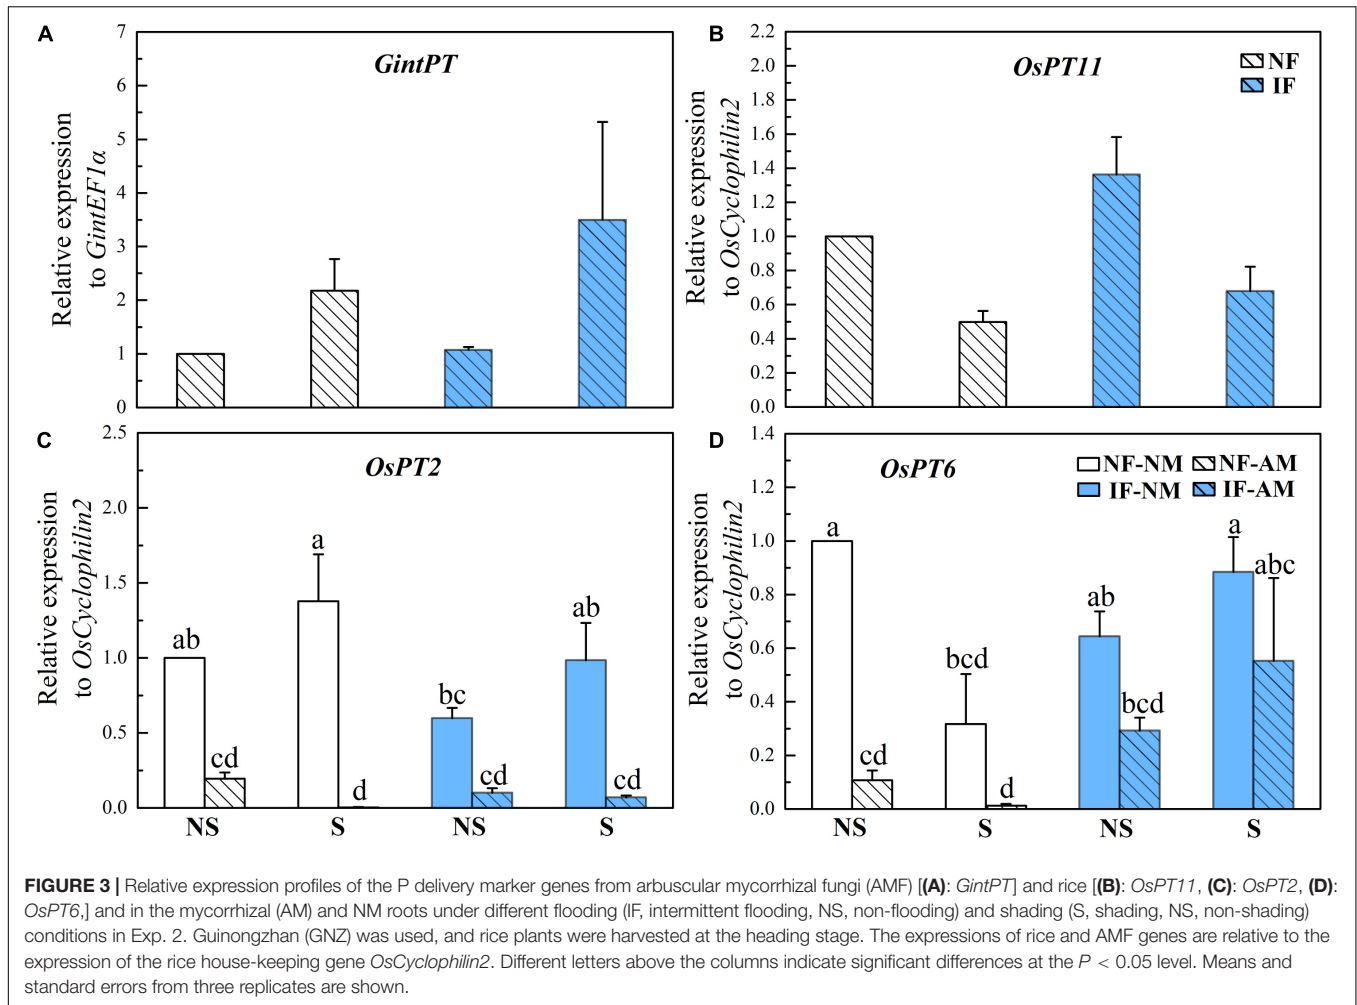 A
GintPT
Relative expression
to GintEF1α
7
6
5
4
3
2
1
0
B
OsPT11
NF
IF
Relative expression
to OsCyclophilin2
2.2
2.0
1.8
1.6
1.4
1.2
1.0
0.8
0.6
0.4
0.2
0.0
C
OsPT2
Relative expression
to OsCyclophilin2
2.5
2.0
1.5
1.0
0.5
0.0
ab
cd
a
d
bc
cd
ab
cd
NS
S
NS
S
D
OsPT6
NF-NM NF-AM
IF-NM IF-AM
Relative expression
to OsCyclophilin2
1.4
1.2
1.0
0.8
0.6
0.4
0.2
0.0
a
cd
bcd
d
ab
bcd
a
abc
NS
S
NS
S
FIGURE 3 | Relative expression profiles of the P delivery marker genes from arbuscular mycorrhizal fungi (AMF) [(A): GintPT] and rice [(B): OsPT11, (C): OsPT2, (D):
OsPT6,] and in the mycorrhizal (AM) and NM roots under different flooding (IF, intermittent flooding, NS, non-flooding) and shading (S, shading, NS, non-shading)
conditions in Exp. 2. Guinongzhan (GNZ) was used, and rice plants were harvested at the heading stage. The expressions of rice and AMF genes are relative to the
expression of the rice house-keeping gene OsCyclophilin2. Different letters above the columns indicate significant differences at the P < 0.05 level. Means and
standard errors from three replicates are shown.